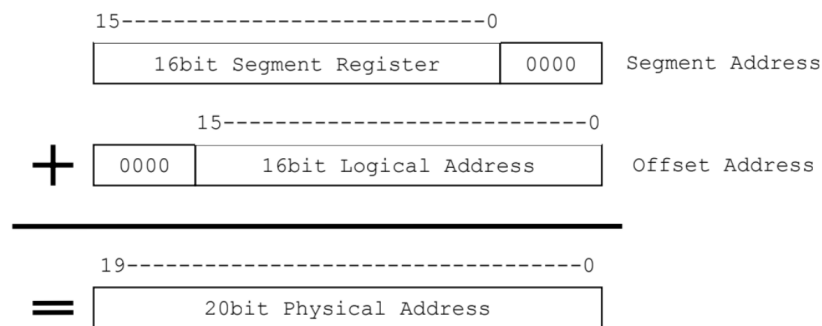 15----------------------------0
16bit Segment Register 0000 Segment Address
15----------------------------0
+ 0000 16bit Logical Address Offset Address
19-----------------------------------0
= 20bit Physical Address